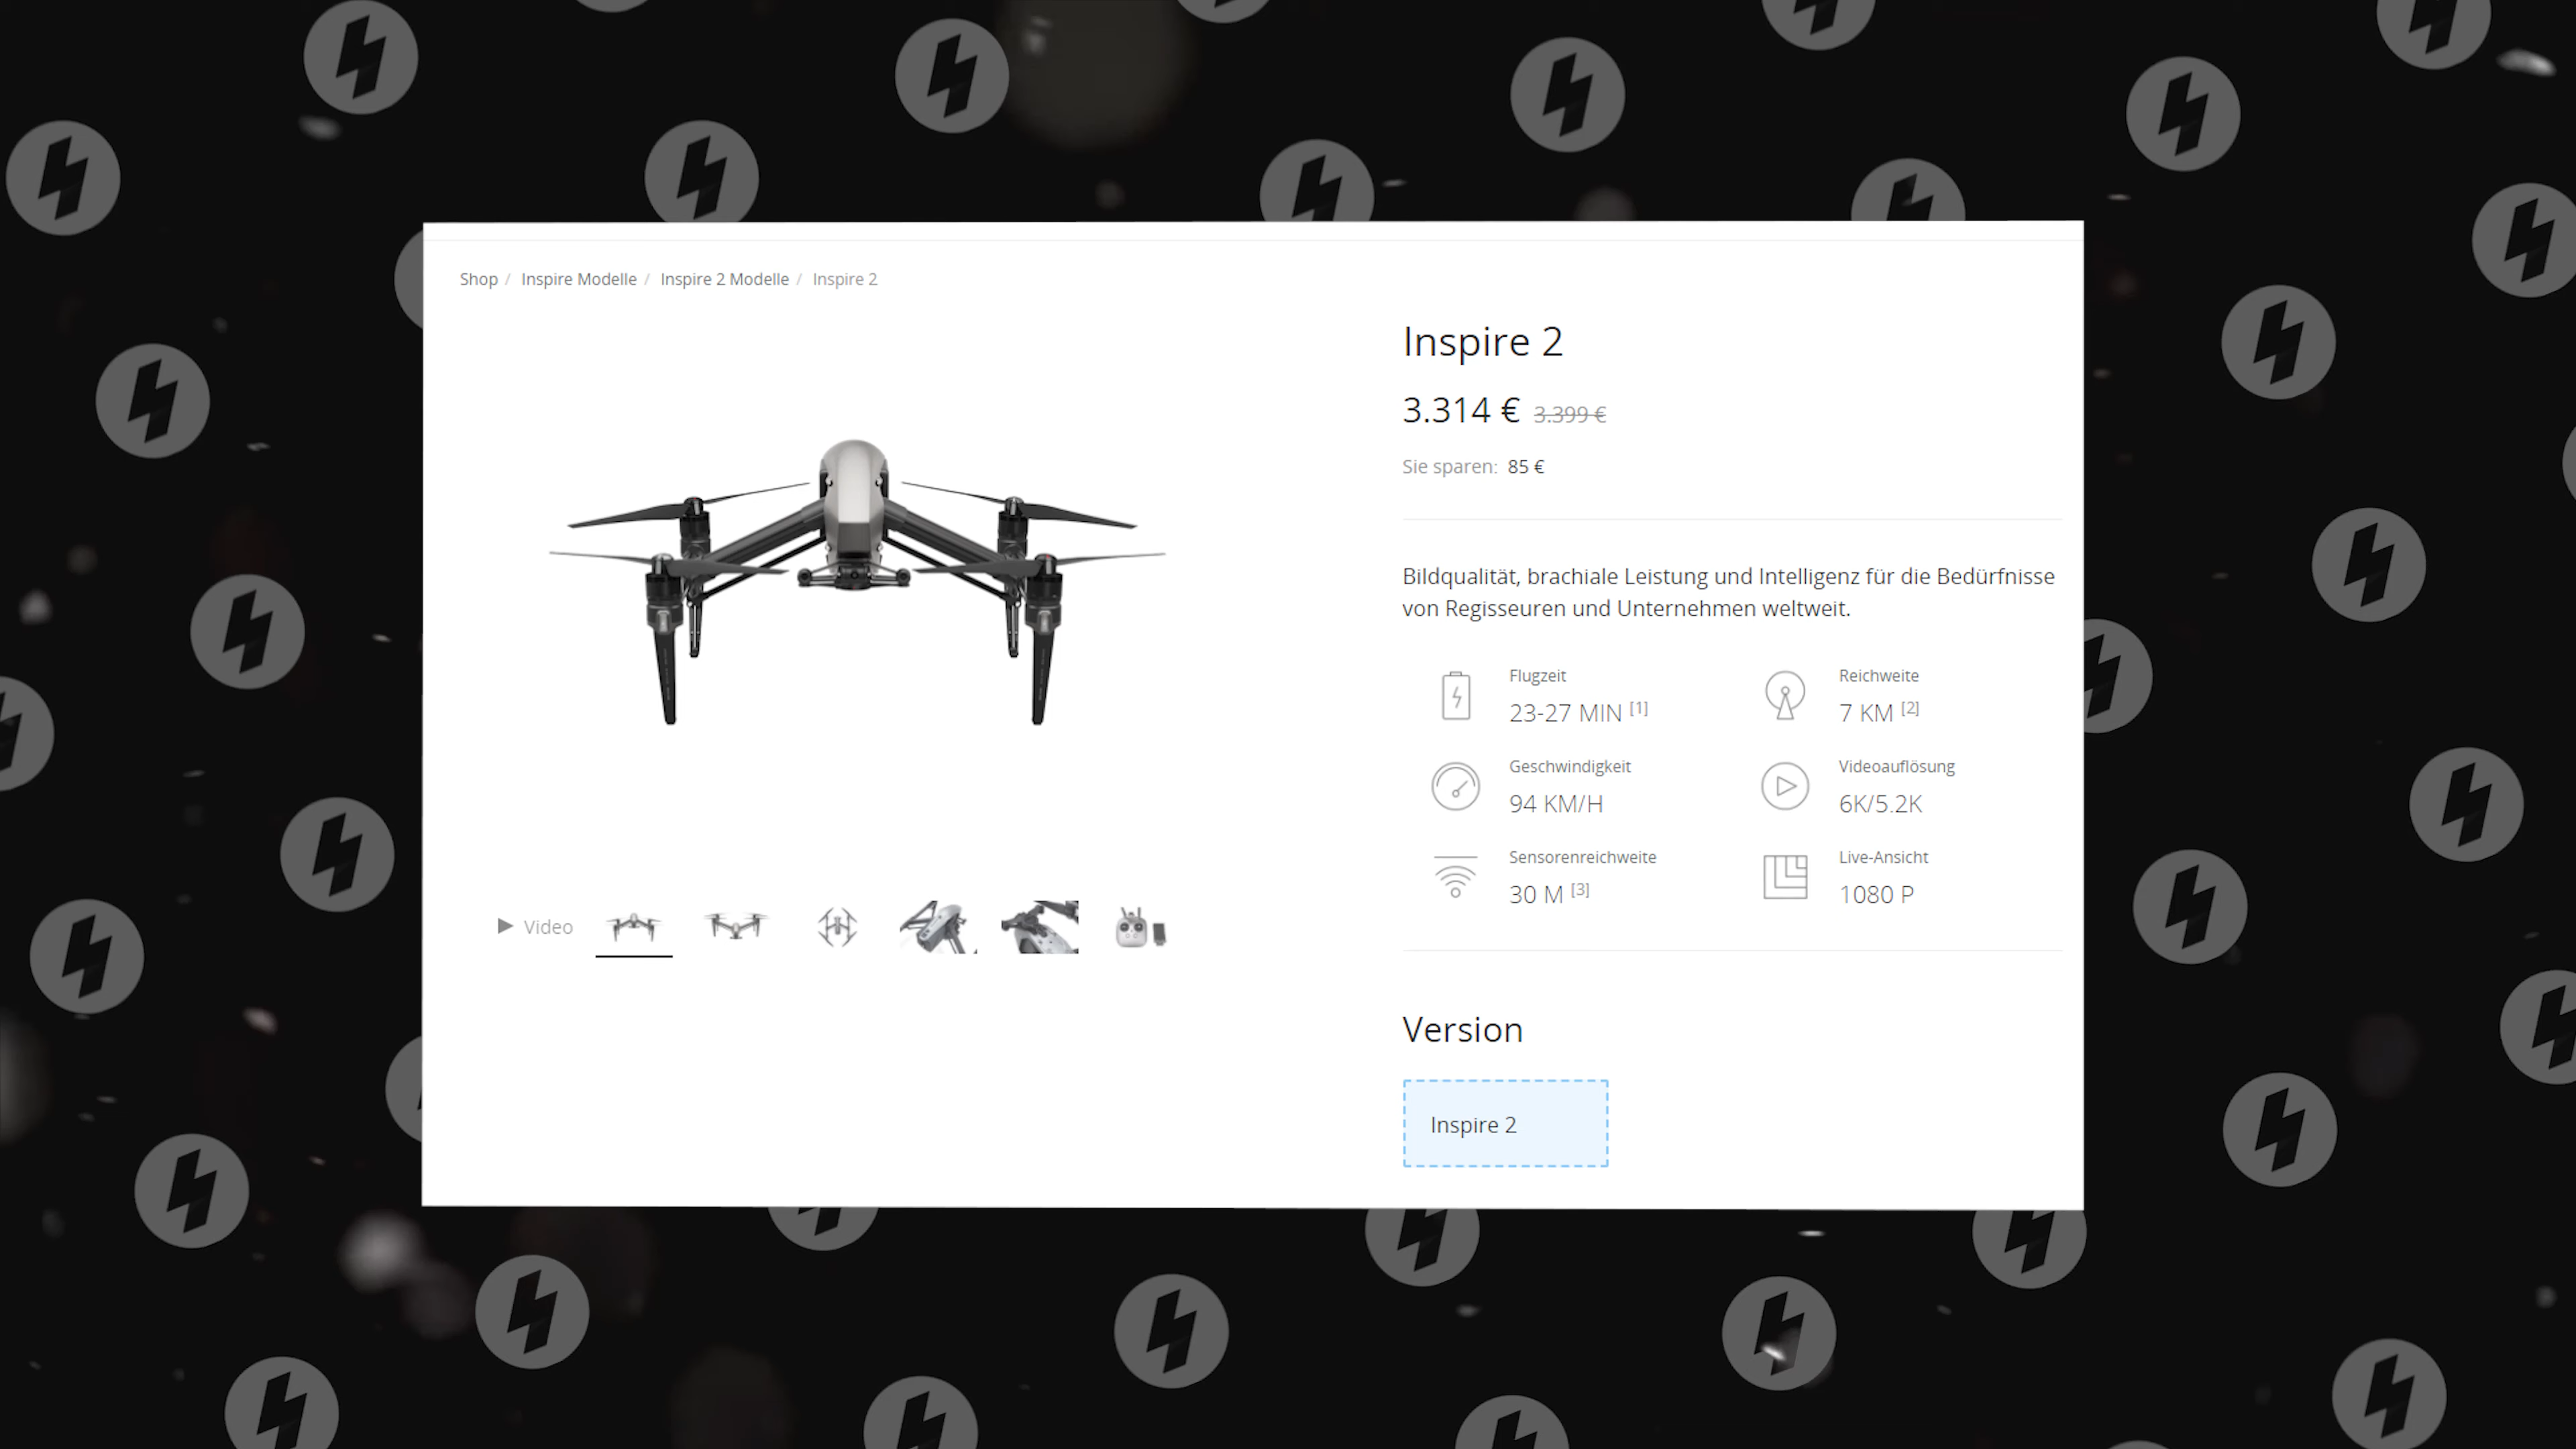 Shop / Inspire Modelle / Inspire 2 Modelle / Inspire 2
Inspire 2
3.314 € 3.399 €
Sie sparen: 85 €
Bildqualität, brachiale Leistung und Intelligenz für die Bedürfnisse
von Regisseuren und Unternehmen weltweit.
Flugzeit
23-27 MIN [1]
Reichweite
7 KM [2]
Geschwindigkeit
94 KM/H
Videoauflösung
6K/5.2K
Sensorenreichweite
30 M [3]
Live-Ansicht
1080 P
Video
Version
Inspire 2